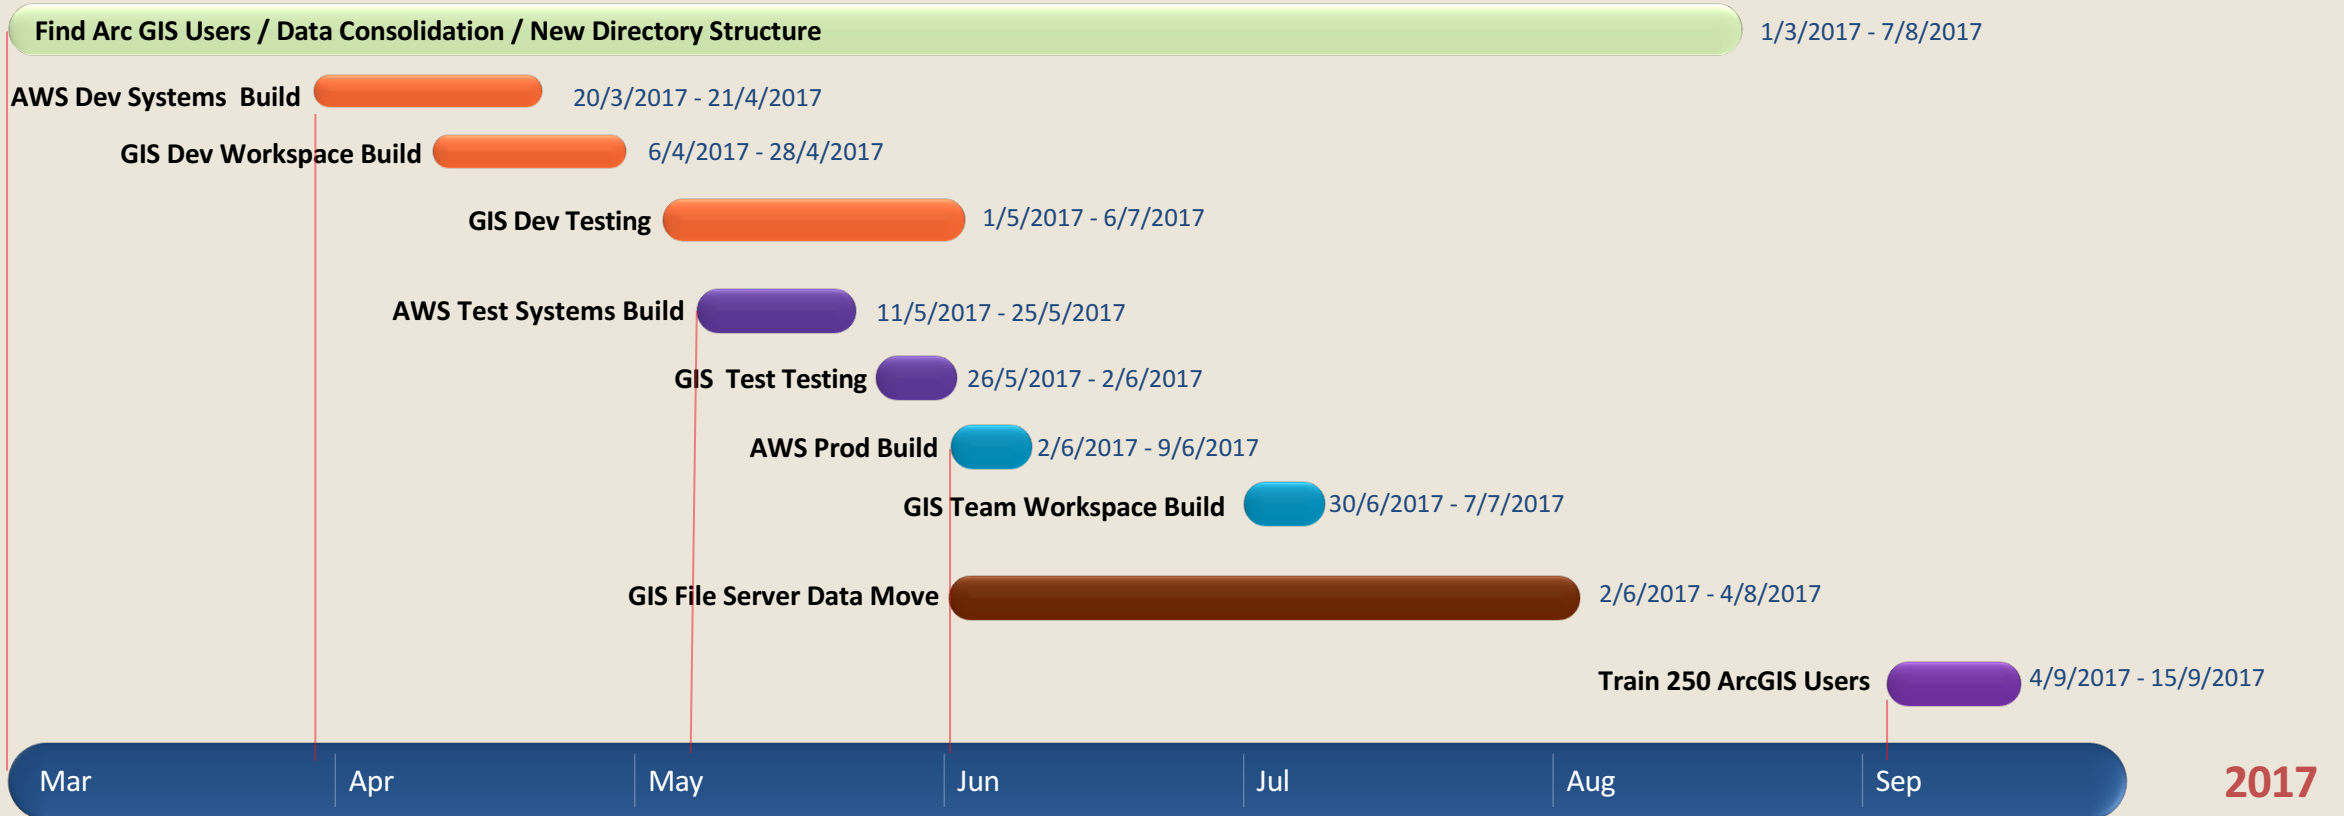 Find Arc GIS Users / Data Consolidation / New Directory Structure 1/3/2017 - 7/8/2017
AWS Dev Systems  Build 20/3/2017 - 21/4/2017
GIS Dev Workspace Build 6/4/2017 - 28/4/2017
GIS Dev Testing 1/5/2017 - 6/7/2017
AWS Test Systems Build 11/5/2017 - 25/5/2017
GIS  Test Testing 26/5/2017 - 2/6/2017
AWS Prod Build 2/6/2017 - 9/6/2017
GIS Team Workspace Build 30/6/2017 - 7/7/2017
GIS File Server Data Move 2/6/2017 - 4/8/2017
Train 250 ArcGIS Users 4/9/2017 - 15/9/2017
Mar Apr May Jun Jul Aug Sep 2017